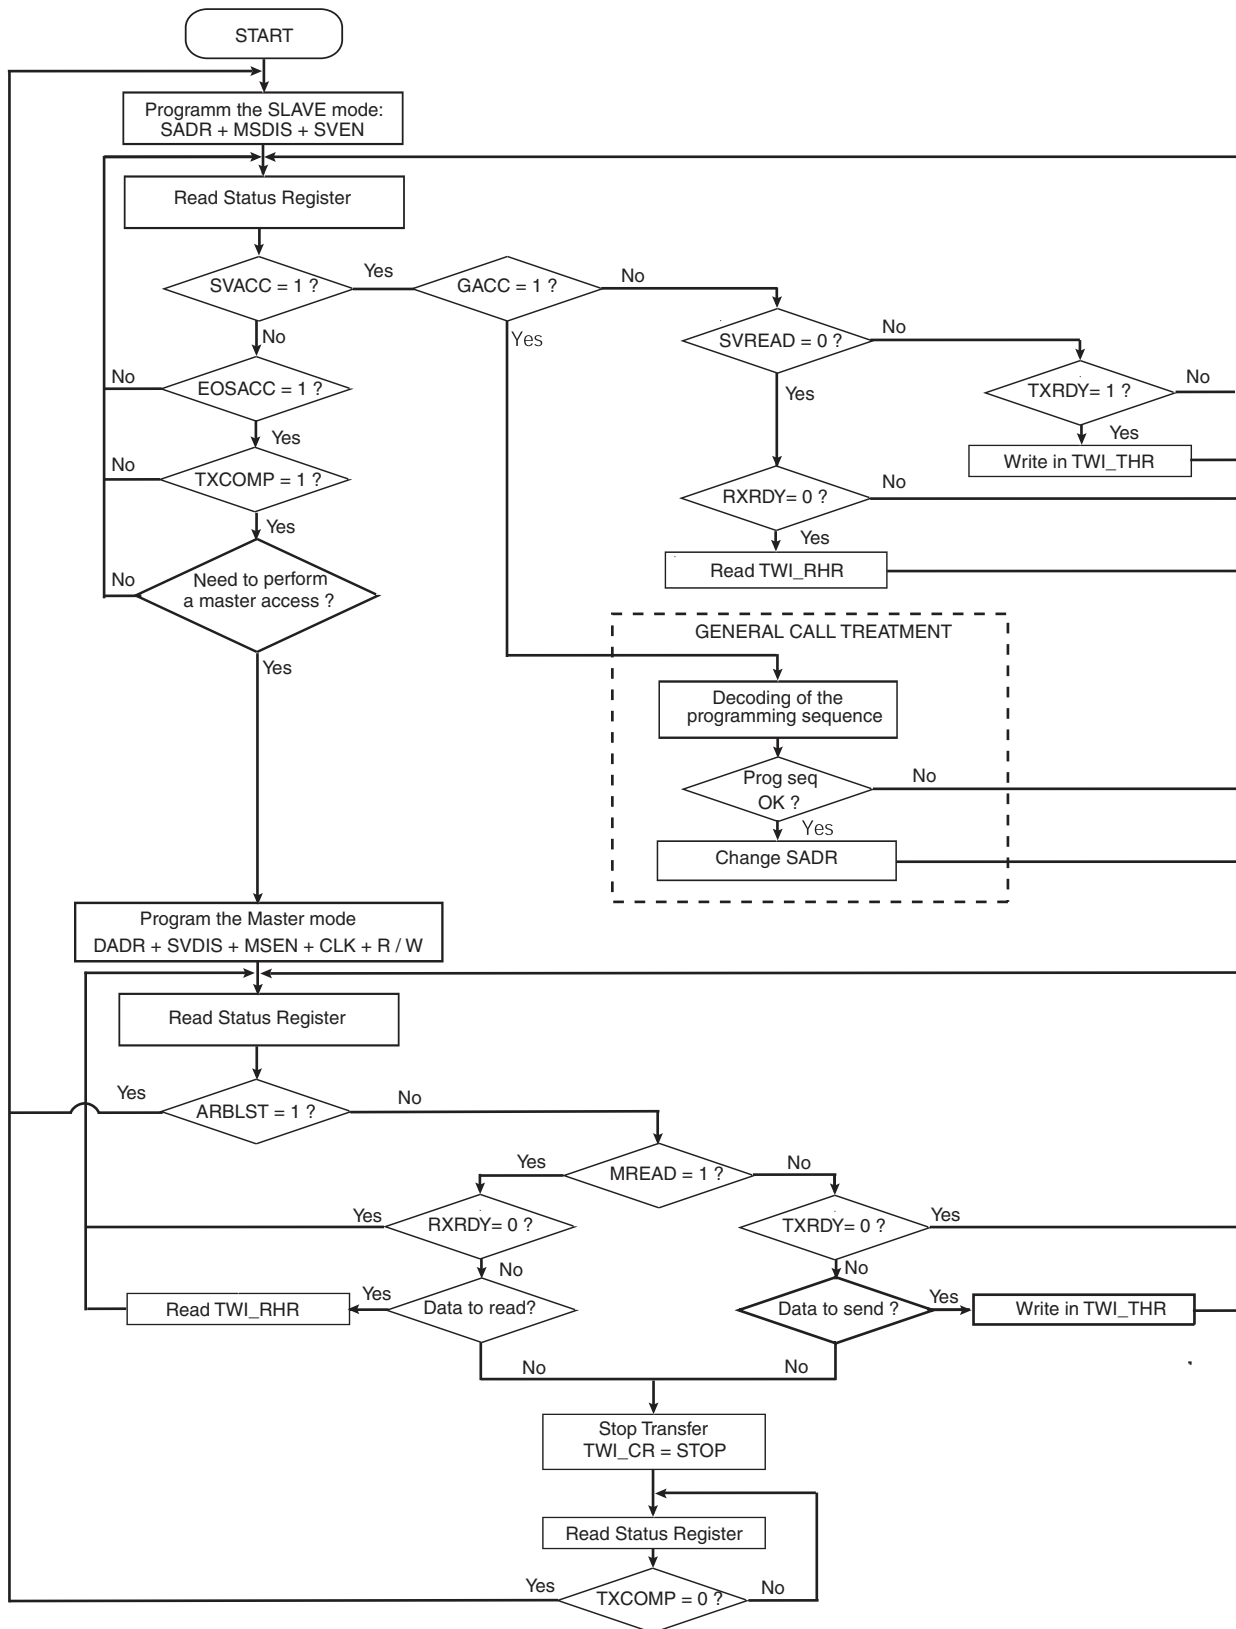 START
Programm the SLAVE mode:
SADR + MSDIS + SVEN
Read Status Register
SVACC = 1 ?
Yes
GACC = 1 ?
No
No
Yes
SVREAD = 0 ?
No
EOSACC = 1 ?
No
Yes
Yes
TXRDY= 1 ?
No
Yes
Write in TWI_THR
TXCOMP = 1 ?
No
Yes
RXRDY= 0 ?
No
Yes
Read TWI_RHR
Need to perform
a master access ?
No
Yes
GENERAL CALL TREATMENT
Decoding of the
programming sequence
Prog seq
OK ?
No
Yes
Change SADR
Program the Master mode
DADR + SVDIS + MSEN + CLK + R / W
Read Status Register
Yes
ARBLST = 1 ?
No
Yes
MREAD = 1 ?
No
Yes
RXRDY= 0 ?
TXRDY= 0 ?
Yes
No
No
Read TWI_RHR
Yes
Data to read?
Data to send ?
Yes
Write in TWI_THR
No
No
Stop Transfer
TWI_CR = STOP
Read Status Register
Yes
TXCOMP = 0 ?
No